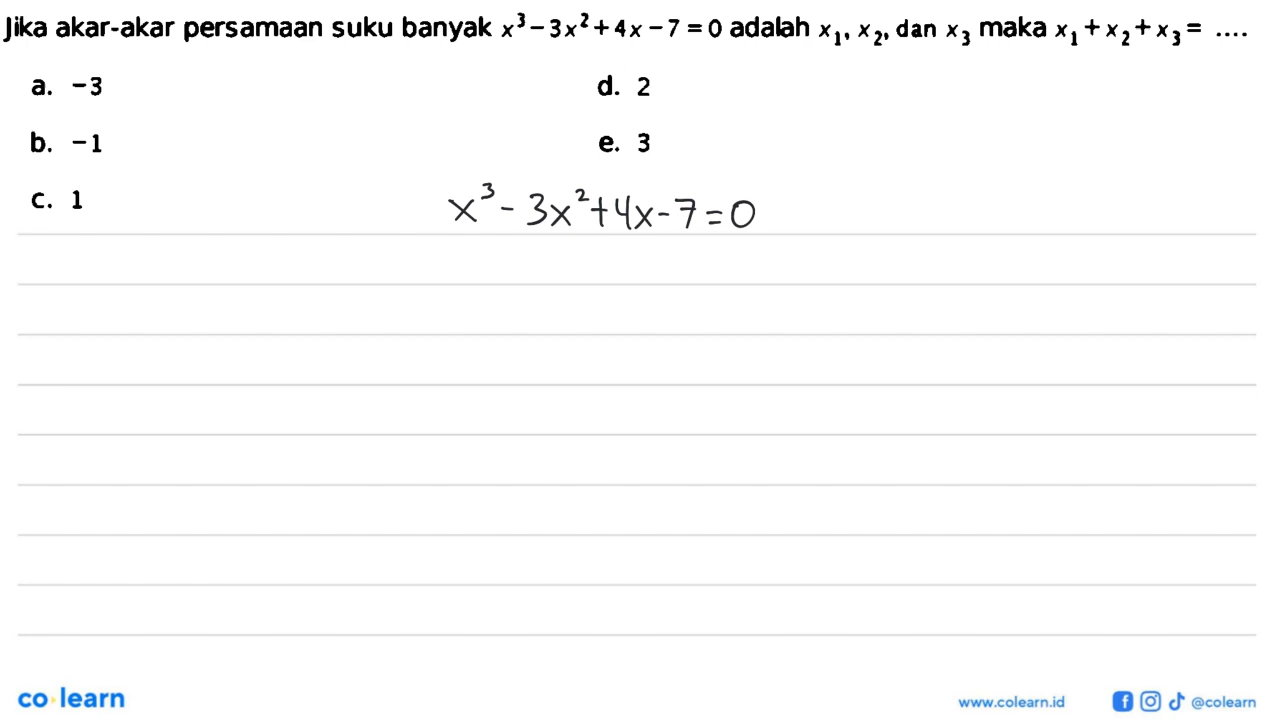 Jika akar-akar persamaan suku banyak x³-3x²+4x-7=0 adalah x₁, x₂, dan x₃ maka x₁+x₂+x₃= ....
a. -3
b. -1
c. 1
d. 2
e. 3
x³-3x²+4x-7=0
co learn
www.colearn.id
@colearn